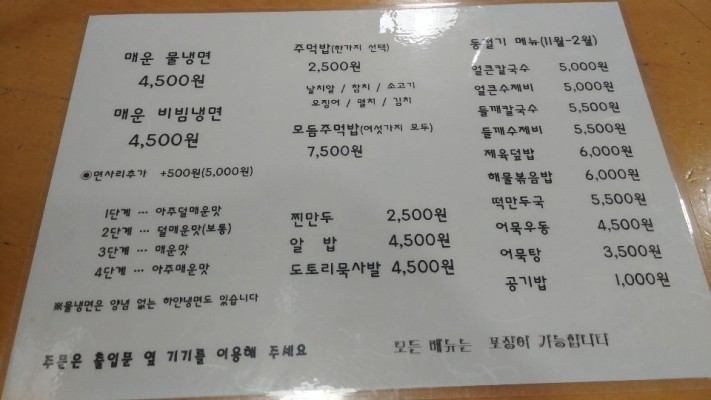 매운 물냉면
4,500원
매운 비빔냉면
4,500원
◉면사리추가 +500원(5,000원)
1단계 … 아주덜매운맛
2단계 … 덜매운맛(보통)
3단계 … 매운맛
4단계 … 아주매운맛
※물냉면은 양념 없는 하얀냉면도 있습니다
주문은 출입문 옆 기기를 이용해 주세요
주먹밥(한가지 선택)
2,500원
날치알 / 참치 / 소고기
오징어 / 멸치 / 김치
모듬주먹밥(여섯가지 모두)
7,500원
찐만두 2,500원
알 밥 4,500원
도토리묵사발 4,500원
동절기 메뉴(11월-2월)
얼큰칼국수 5,000원
얼큰수제비 5,000원
들깨칼국수 5,500원
들깨수제비 5,500원
제육덮밥 6,000원
해물볶음밥 6,000원
떡만두국 5,500원
어묵우동 4,500원
어묵탕 3,500원
공기밥 1,000원
모든 메뉴는 포장이 가능합니다